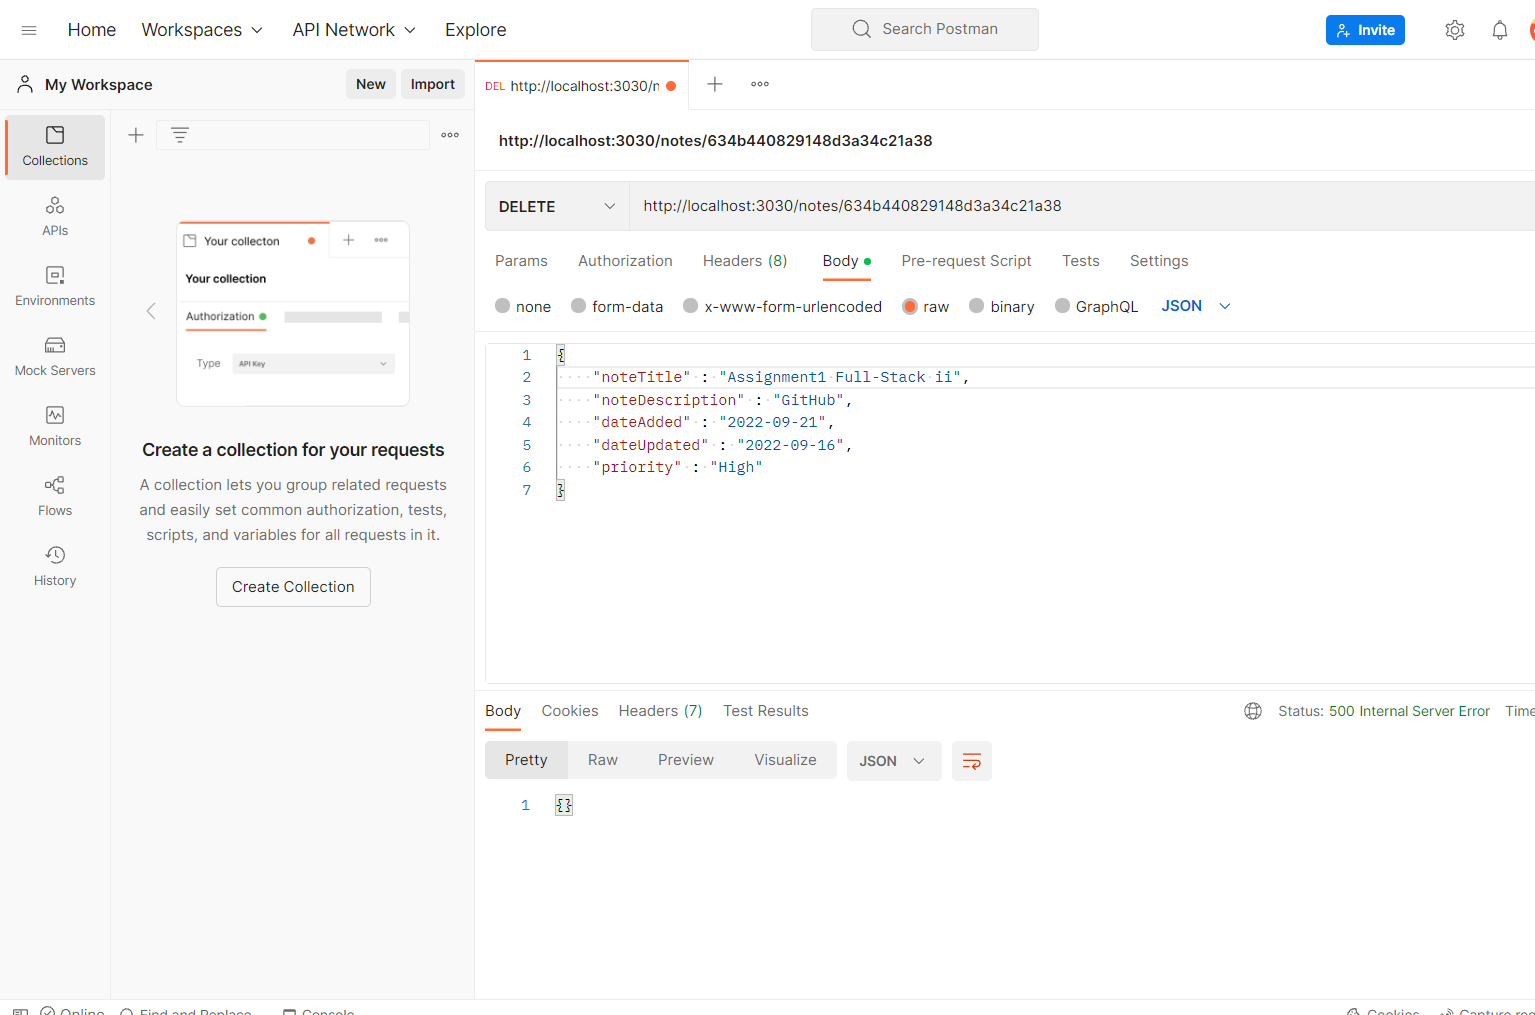 Home Workspaces API Network Explore Search Postman Invite
My Workspace New Import DEL http://localhost:3030/n
Collections
APIs
Environments
Mock Servers
Monitors
Flows
History
Your collecton
Your collection
Authorization
Type API Key
Create a collection for your requests
A collection lets you group related requests
and easily set common authorization, tests,
scripts, and variables for all requests in it.
Create Collection
http://localhost:3030/notes/634b440829148d3a34c21a38
DELETE http://localhost:3030/notes/634b440829148d3a34c21a38
Params Authorization Headers (8) Body Pre-request Script Tests Settings
none form-data x-www-form-urlencoded raw binary GraphQL JSON
1 {
2 ····"noteTitle"·:·"Assignment1·Full-Stack·ii",
3 ····"noteDescription"·:·"GitHub",
4 ····"dateAdded"·:·"2022-09-21",
5 ····"dateUpdated"·:·"2022-09-16",
6 ····"priority"·:·"High"
7 }
Body Cookies Headers (7) Test Results Status: 500 Internal Server Error Time
Pretty Raw Preview Visualize JSON
1 {}
Online Find and Replace Console Cookies Capture req